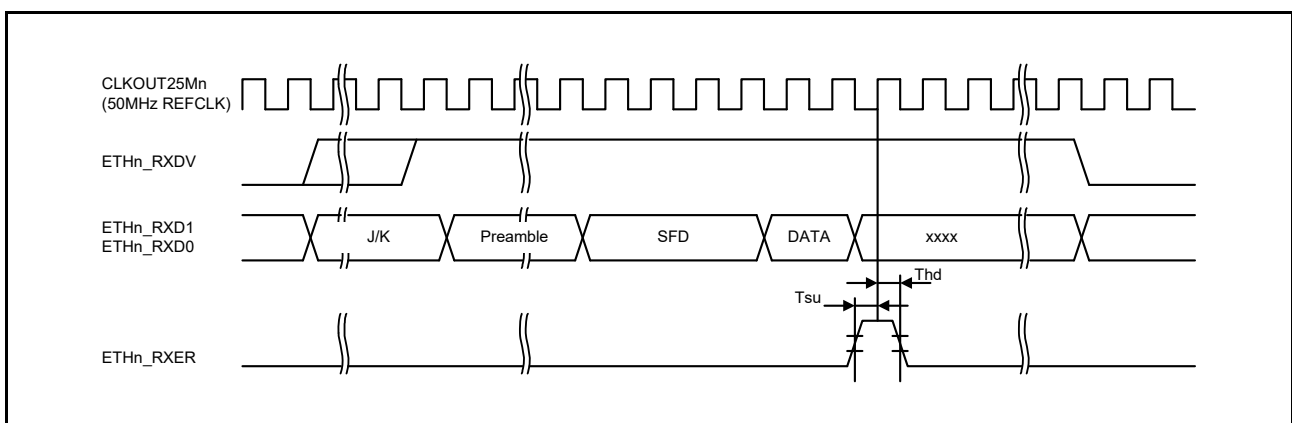 CLKOUT25Mn
(50MHz REFCLK)
ETHn_RXDV
ETHn_RXD1
ETHn_RXD0
J/K
Preamble
SFD
DATA
xxxx
Thd
Tsu
ETHn_RXER